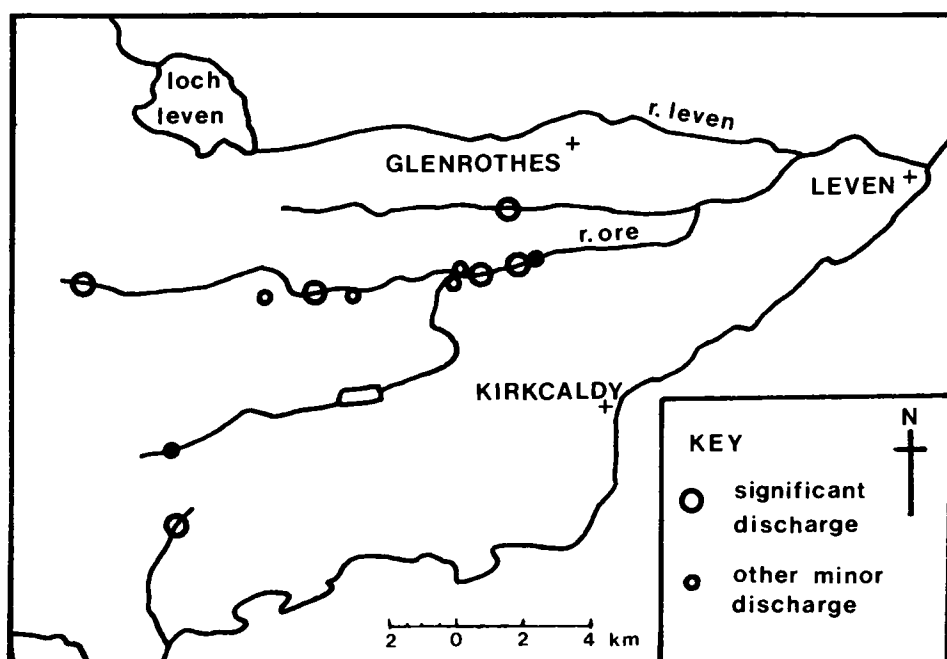 loch
leven
r. leven
GLENROTHES
LEVEN
r. ore
KIRKCALDY
KEY
N
significant
discharge
other minor
discharge
2 0 2 4 km